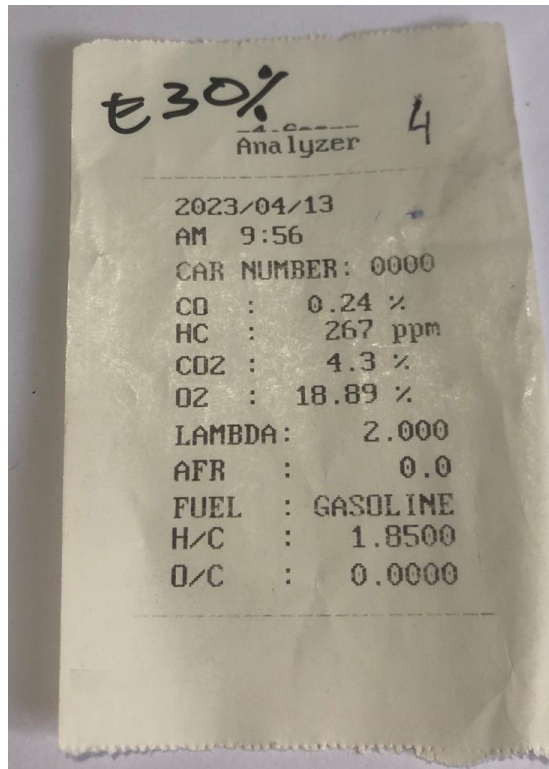 E30%
4
Analyzer
2023/04/13
AM 9:56
CAR NUMBER: 0000
CO : 0.24 %
HC : 267 ppm
CO2 : 4.3 %
O2 : 18.89 %
LAMBDA: 2.000
AFR : 0.0
FUEL : GASOLINE
H/C : 1.8500
O/C : 0.0000